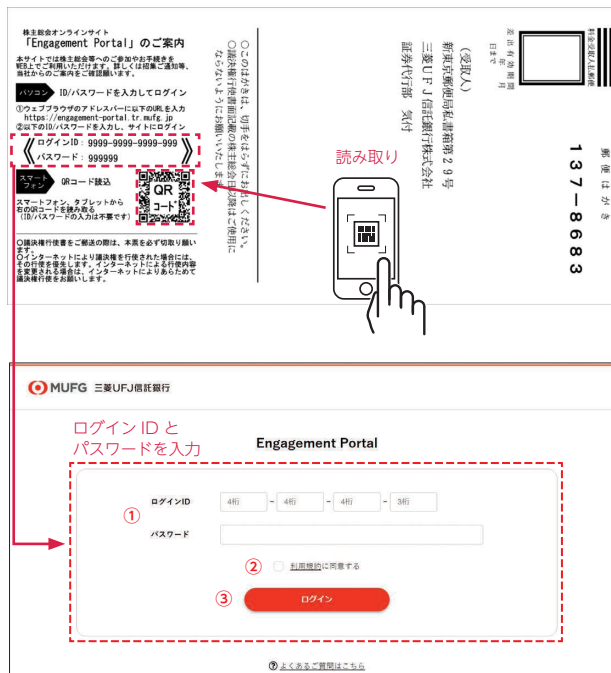 株主総会オンラインサイト
「Engagement Portal」のご案内
本サイトでは株主総会等へのご参加やお手続きを
WEB上でご利用いただけます。詳しくは招集ご通知等、
当社からのご案内をご確認願います。
パソコン ID/パスワードを入力してログイン
①ウェブブラウザのアドレスバーに以下のURLを入力
https://engagement-portal.tr.mufg.jp
②以下のID/パスワードを入力し、サイトにログイン
ログインID：9999-9999-9999-999
パスワード：999999
スマートフォン QRコード読込
スマートフォン、タブレットから
右のQRコードを読み取る
（ID/パスワードの入力は不要です）
QR
コード
○議決権行使書をご郵送の際は、本票を必ず切取り願い
ます。
○インターネットにより議決権を行使された場合には、
その行使を優先します。インターネットによる行使内容
を変更される場合は、インターネットによりあらためて
議決権行使をお願いします。
○このはがきは、切手をはらずにお出しください。
○議決権行使書面記載の株主総会日以降はご使用に
ならないようにお願いいたします。
料金受取人払郵便
差出有効期間
年 月
日まで
郵便はがき
137-8683
（受取人）
新東京郵便局私書箱第29号
三菱UFJ信託銀行株式会社
証券代行部 気付
読み取り
MUFG 三菱UFJ信託銀行
ログイン ID と
パスワードを入力
Engagement Portal
① ログインID 4桁 - 4桁 - 4桁 - 3桁
パスワード
② 利用規約に同意する
③ ログイン
? よくあるご質問はこちら